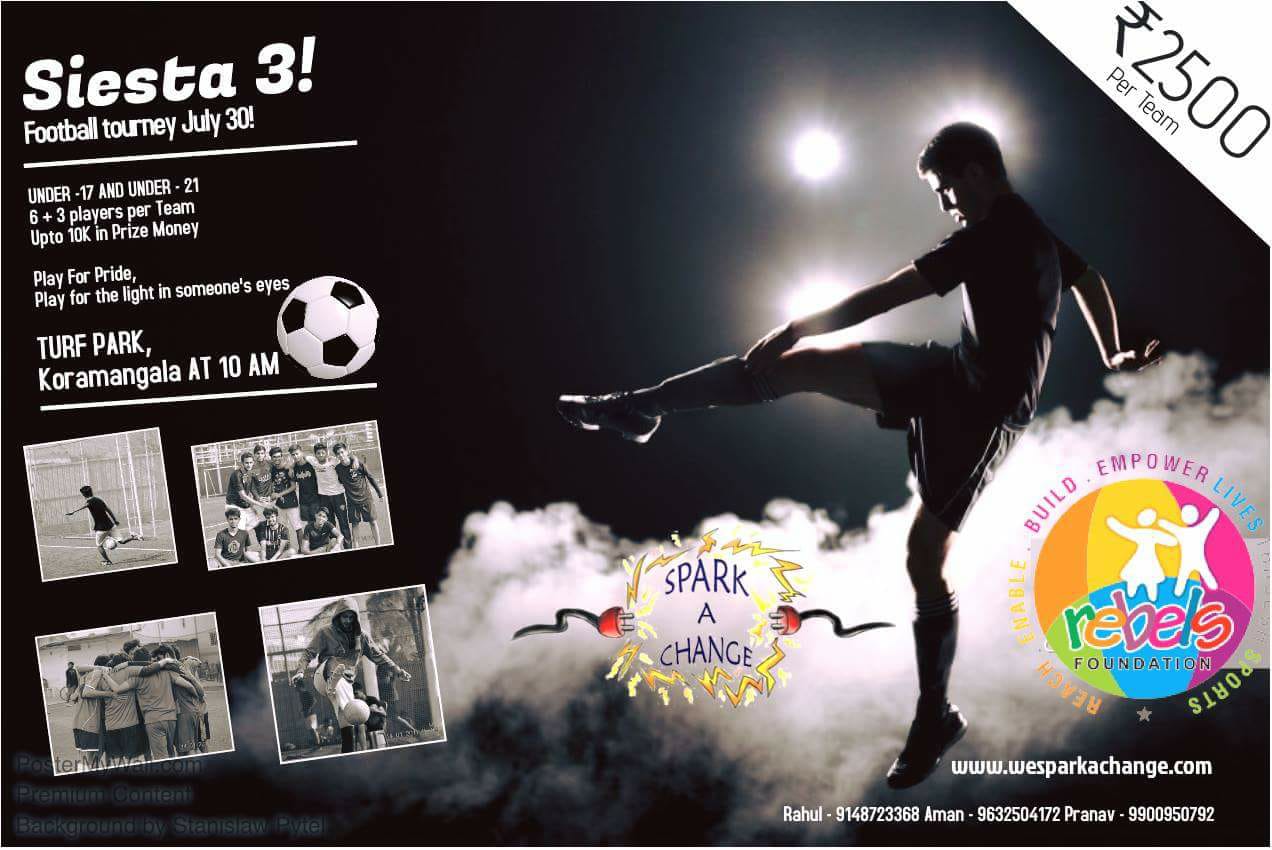 Siesta 3!
Football tourney July 30!
UNDER -17 AND UNDER - 21
6 + 3 players per Team
Upto 10K in Prize Money
Play For Pride,
Play for the light in someone's eyes
TURF PARK,
Koramangala AT 10 AM
₹2500
Per Team
SPARK
A
CHANGE
REACH . ENABLE . BUILD . EMPOWER LIVES
rebels
FOUNDATION
SPORTS
www.wesparkachange.com
Rahul - 9148723368 Aman - 9632504172 Pranav - 9900950792
PosterMyWall.com
Premium Content
Background by Stanislaw Pytel